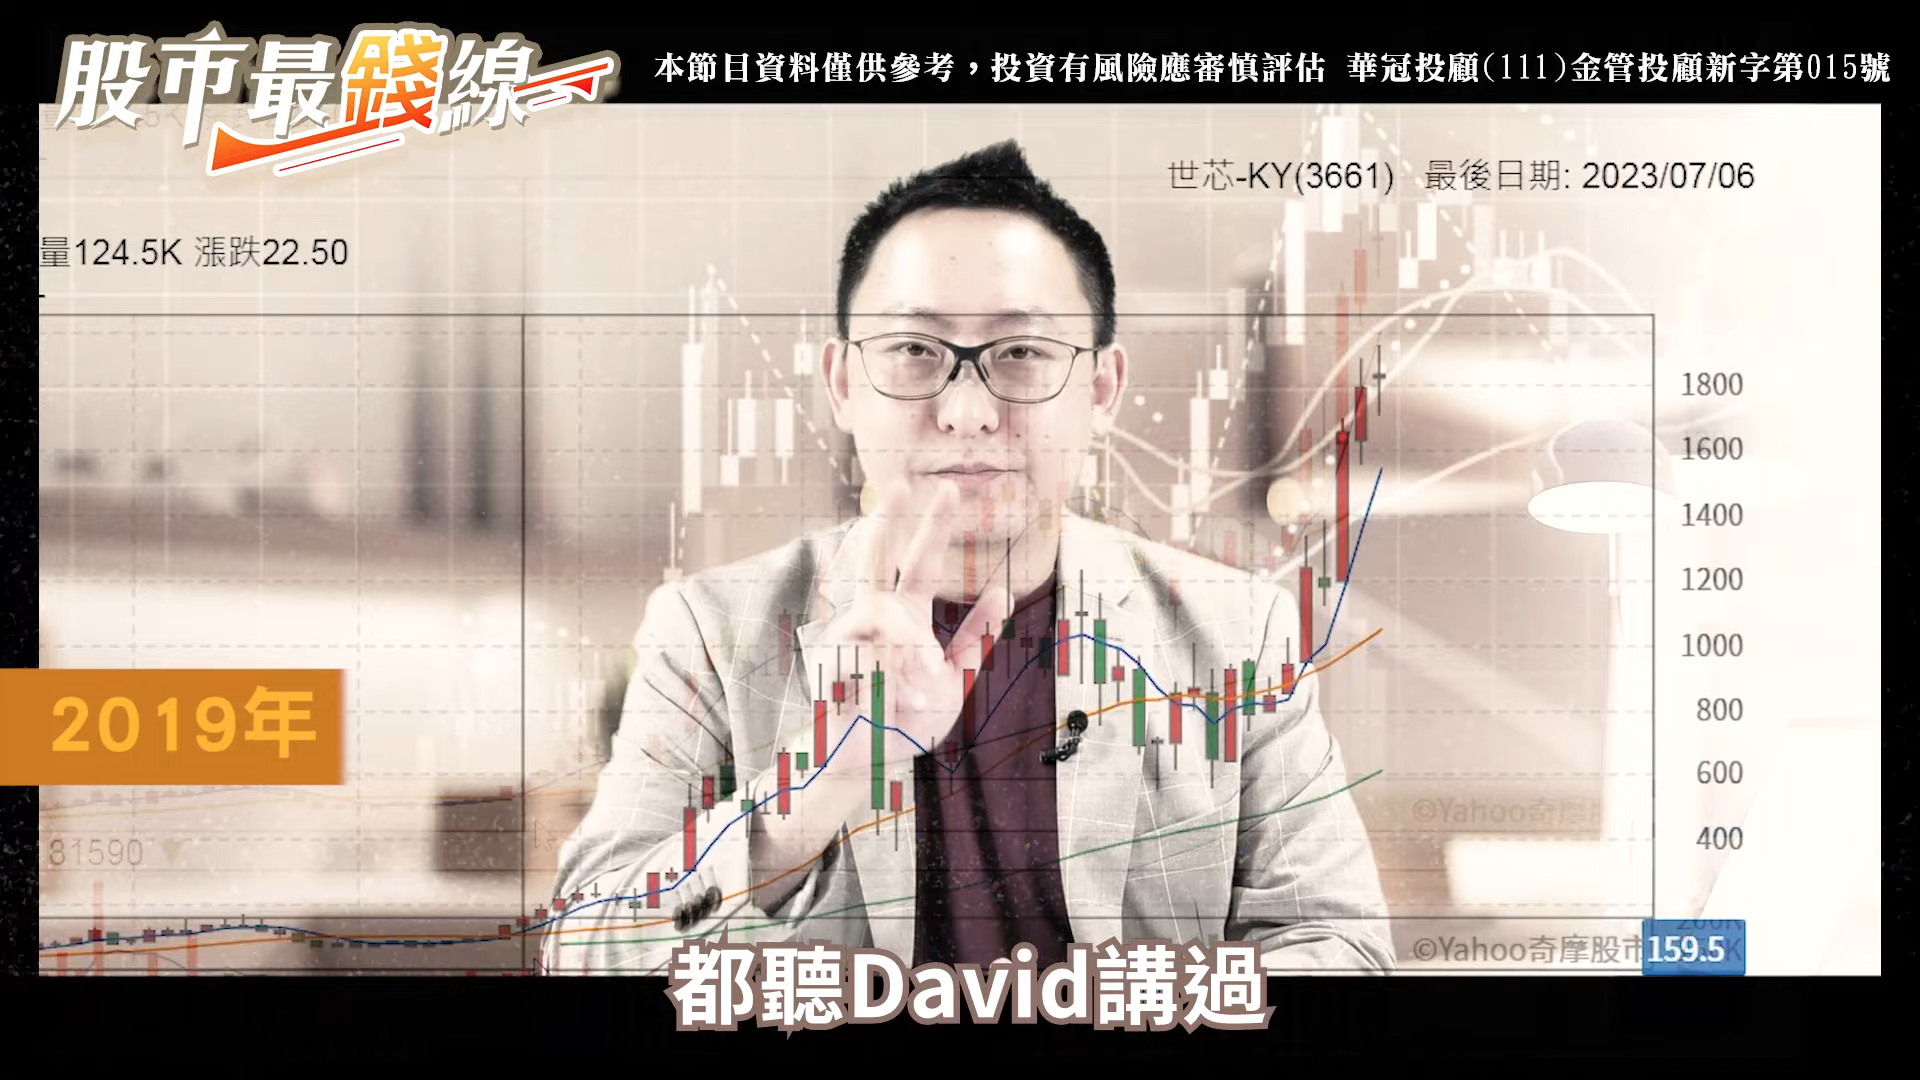 股市最錢線
本節目資料僅供參考，投資有風險應審慎評估 華冠投顧(111)金管投顧新字第015號
世芯-KY(3661) 最後日期: 2023/07/06
量124.5K 漲跌22.50
1800
1600
1400
1200
1000
800
600
400
2019年
81590
©Yahoo奇摩股市
159.5
都聽David講過